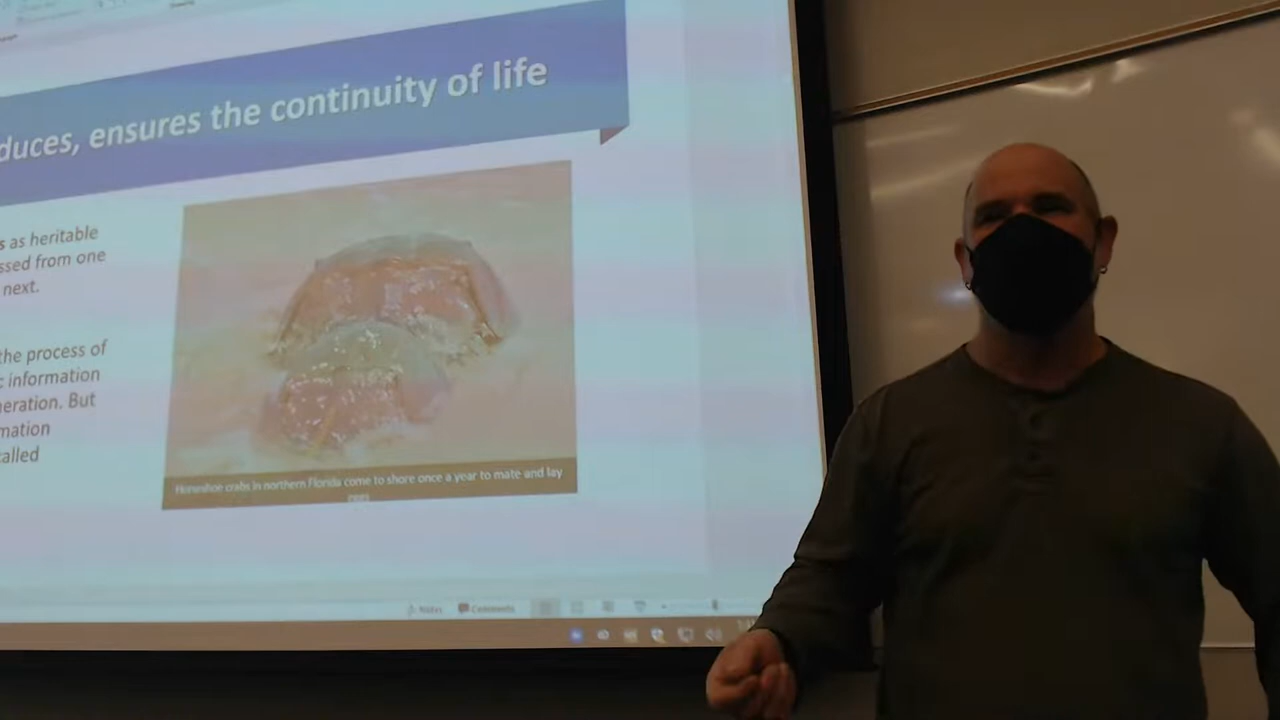 duces, ensures the continuity of life
s as heritable
ssed from one
next.
the process of
c information
neration. But
mation
called
Horseshoe crabs in northern Florida come to shore once a year to mate and lay
eggs
Notes
Comments